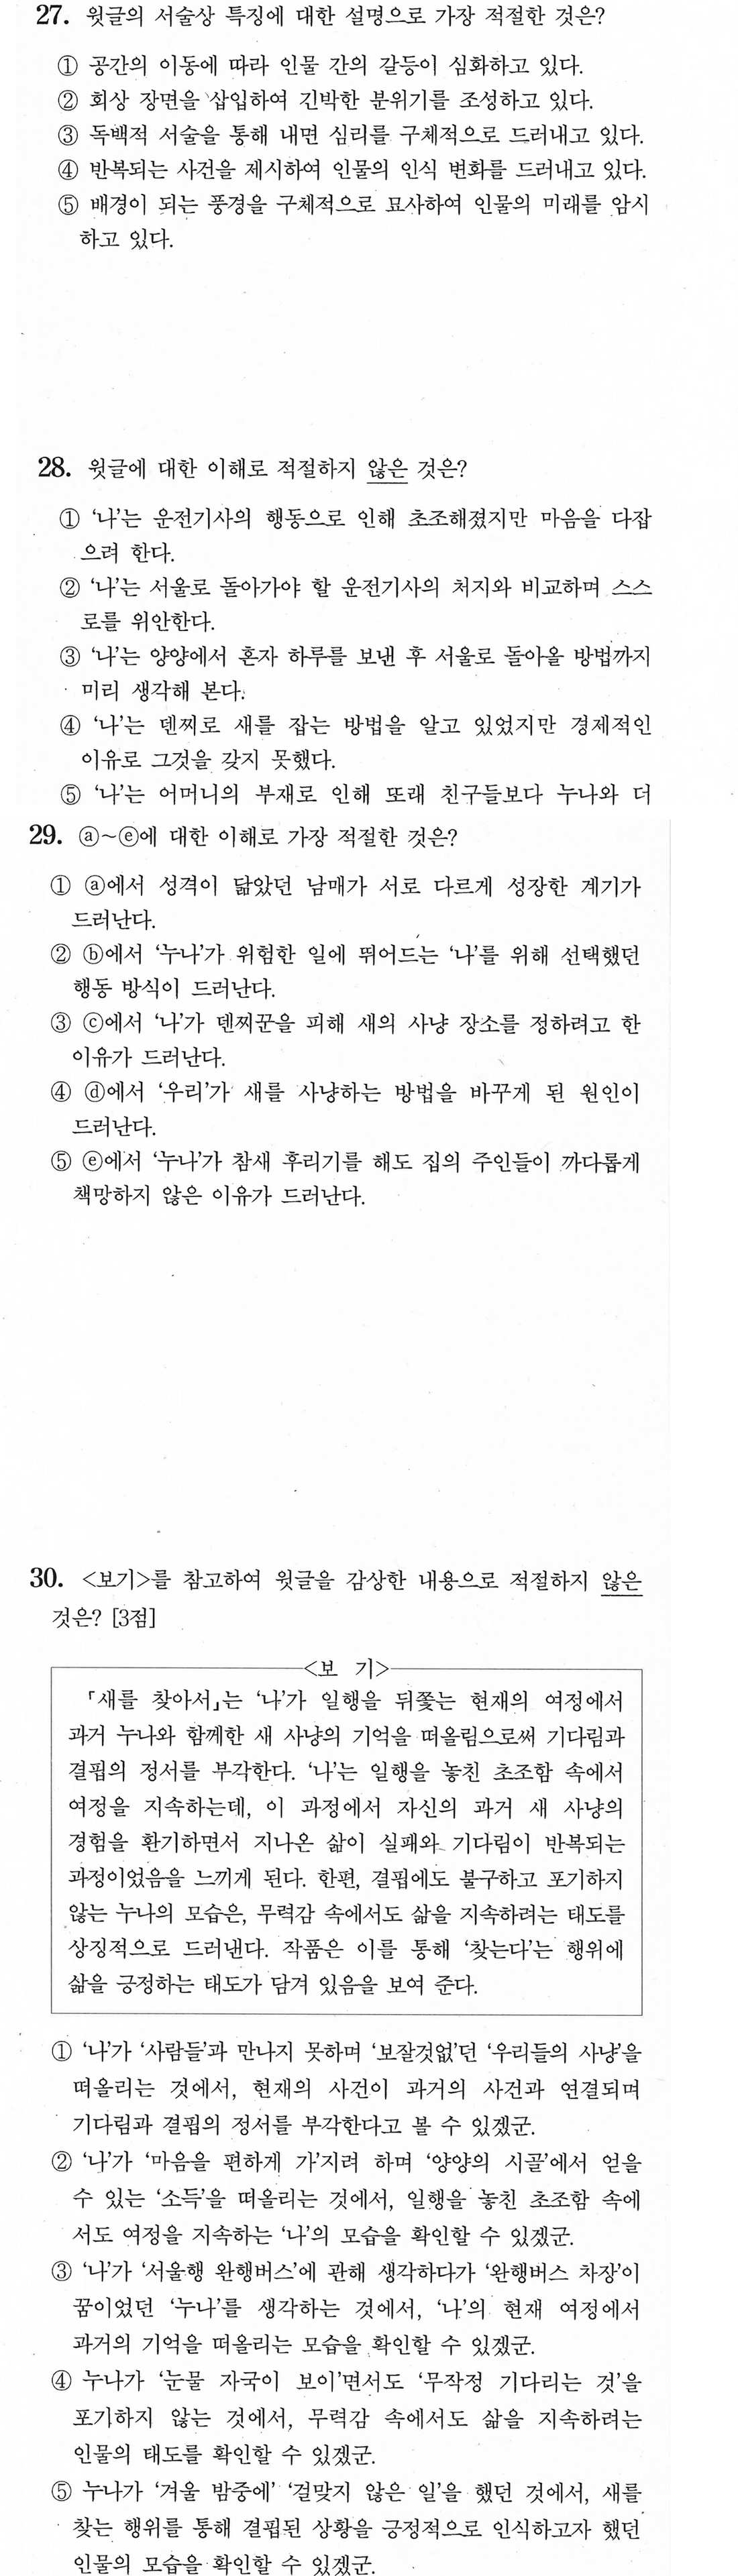 27. 윗글의 서술상 특징에 대한 설명으로 가장 적절한 것은?
① 공간의 이동에 따라 인물 간의 갈등이 심화하고 있다.
② 회상 장면을 삽입하여 긴박한 분위기를 조성하고 있다.
③ 독백적 서술을 통해 내면 심리를 구체적으로 드러내고 있다.
④ 반복되는 사건을 제시하여 인물의 인식 변화를 드러내고 있다.
⑤ 배경이 되는 풍경을 구체적으로 묘사하여 인물의 미래를 암시
하고 있다.
28. 윗글에 대한 이해로 적절하지 않은 것은?
① ‘나’는 운전기사의 행동으로 인해 초조해졌지만 마음을 다잡
으려 한다.
② ‘나’는 서울로 돌아가야 할 운전기사의 처지와 비교하며 스스
로를 위안한다.
③ ‘나’는 양양에서 혼자 하루를 보낸 후 서울로 돌아올 방법까지
미리 생각해 본다.
④ ‘나’는 덴찌로 새를 잡는 방법을 알고 있었지만 경제적인
이유로 그것을 갖지 못했다.
⑤ ‘나’는 어머니의 부재로 인해 또래 친구들보다 누나와 더
29. ⓐ~ⓔ에 대한 이해로 가장 적절한 것은?
① ⓐ에서 성격이 닮았던 남매가 서로 다르게 성장한 계기가
드러난다.
② ⓑ에서 ‘누나’가 위험한 일에 뛰어드는 ‘나’를 위해 선택했던
행동 방식이 드러난다.
③ ⓒ에서 ‘나’가 덴찌꾼을 피해 새의 사냥 장소를 정하려고 한
이유가 드러난다.
④ ⓓ에서 ‘우리’가 새를 사냥하는 방법을 바꾸게 된 원인이
드러난다.
⑤ ⓔ에서 ‘누나’가 참새 후리기를 해도 집의 주인들이 까다롭게
책망하지 않은 이유가 드러난다.
30. <보기>를 참고하여 윗글을 감상한 내용으로 적절하지 않은
것은? [3점]
<보 기>
「새를 찾아서」는 ‘나’가 일행을 뒤쫓는 현재의 여정에서
과거 누나와 함께한 새 사냥의 기억을 떠올림으로써 기다림과
결핍의 정서를 부각한다. ‘나’는 일행을 놓친 초조함 속에서
여정을 지속하는데, 이 과정에서 자신의 과거 새 사냥의
경험을 환기하면서 지나온 삶이 실패와 기다림이 반복되는
과정이었음을 느끼게 된다. 한편, 결핍에도 불구하고 포기하지
않는 누나의 모습은, 무력감 속에서도 삶을 지속하려는 태도를
상징적으로 드러낸다. 작품은 이를 통해 ‘찾는다’는 행위에
삶을 긍정하는 태도가 담겨 있음을 보여 준다.
① ‘나’가 ‘사람들’과 만나지 못하며 ‘보잘것없’던 ‘우리들의 사냥’을
떠올리는 것에서, 현재의 사건이 과거의 사건과 연결되며
기다림과 결핍의 정서를 부각한다고 볼 수 있겠군.
② ‘나’가 ‘마음을 편하게 가’지려 하며 ‘양양의 시골’에서 얻을
수 있는 ‘소득’을 떠올리는 것에서, 일행을 놓친 초조함 속에
서도 여정을 지속하는 ‘나’의 모습을 확인할 수 있겠군.
③ ‘나’가 ‘서울행 완행버스’에 관해 생각하다가 ‘완행버스 차장’이
꿈이었던 ‘누나’를 생각하는 것에서, ‘나’의 현재 여정에서
과거의 기억을 떠올리는 모습을 확인할 수 있겠군.
④ 누나가 ‘눈물 자국이 보이’면서도 ‘무작정 기다리는 것’을
포기하지 않는 것에서, 무력감 속에서도 삶을 지속하려는
인물의 태도를 확인할 수 있겠군.
⑤ 누나가 ‘겨울 밤중에’ ‘걸맞지 않은 일’을 했던 것에서, 새를
찾는 행위를 통해 결핍된 상황을 긍정적으로 인식하고자 했던
인물의 모습을 확인할 수 있겠군.